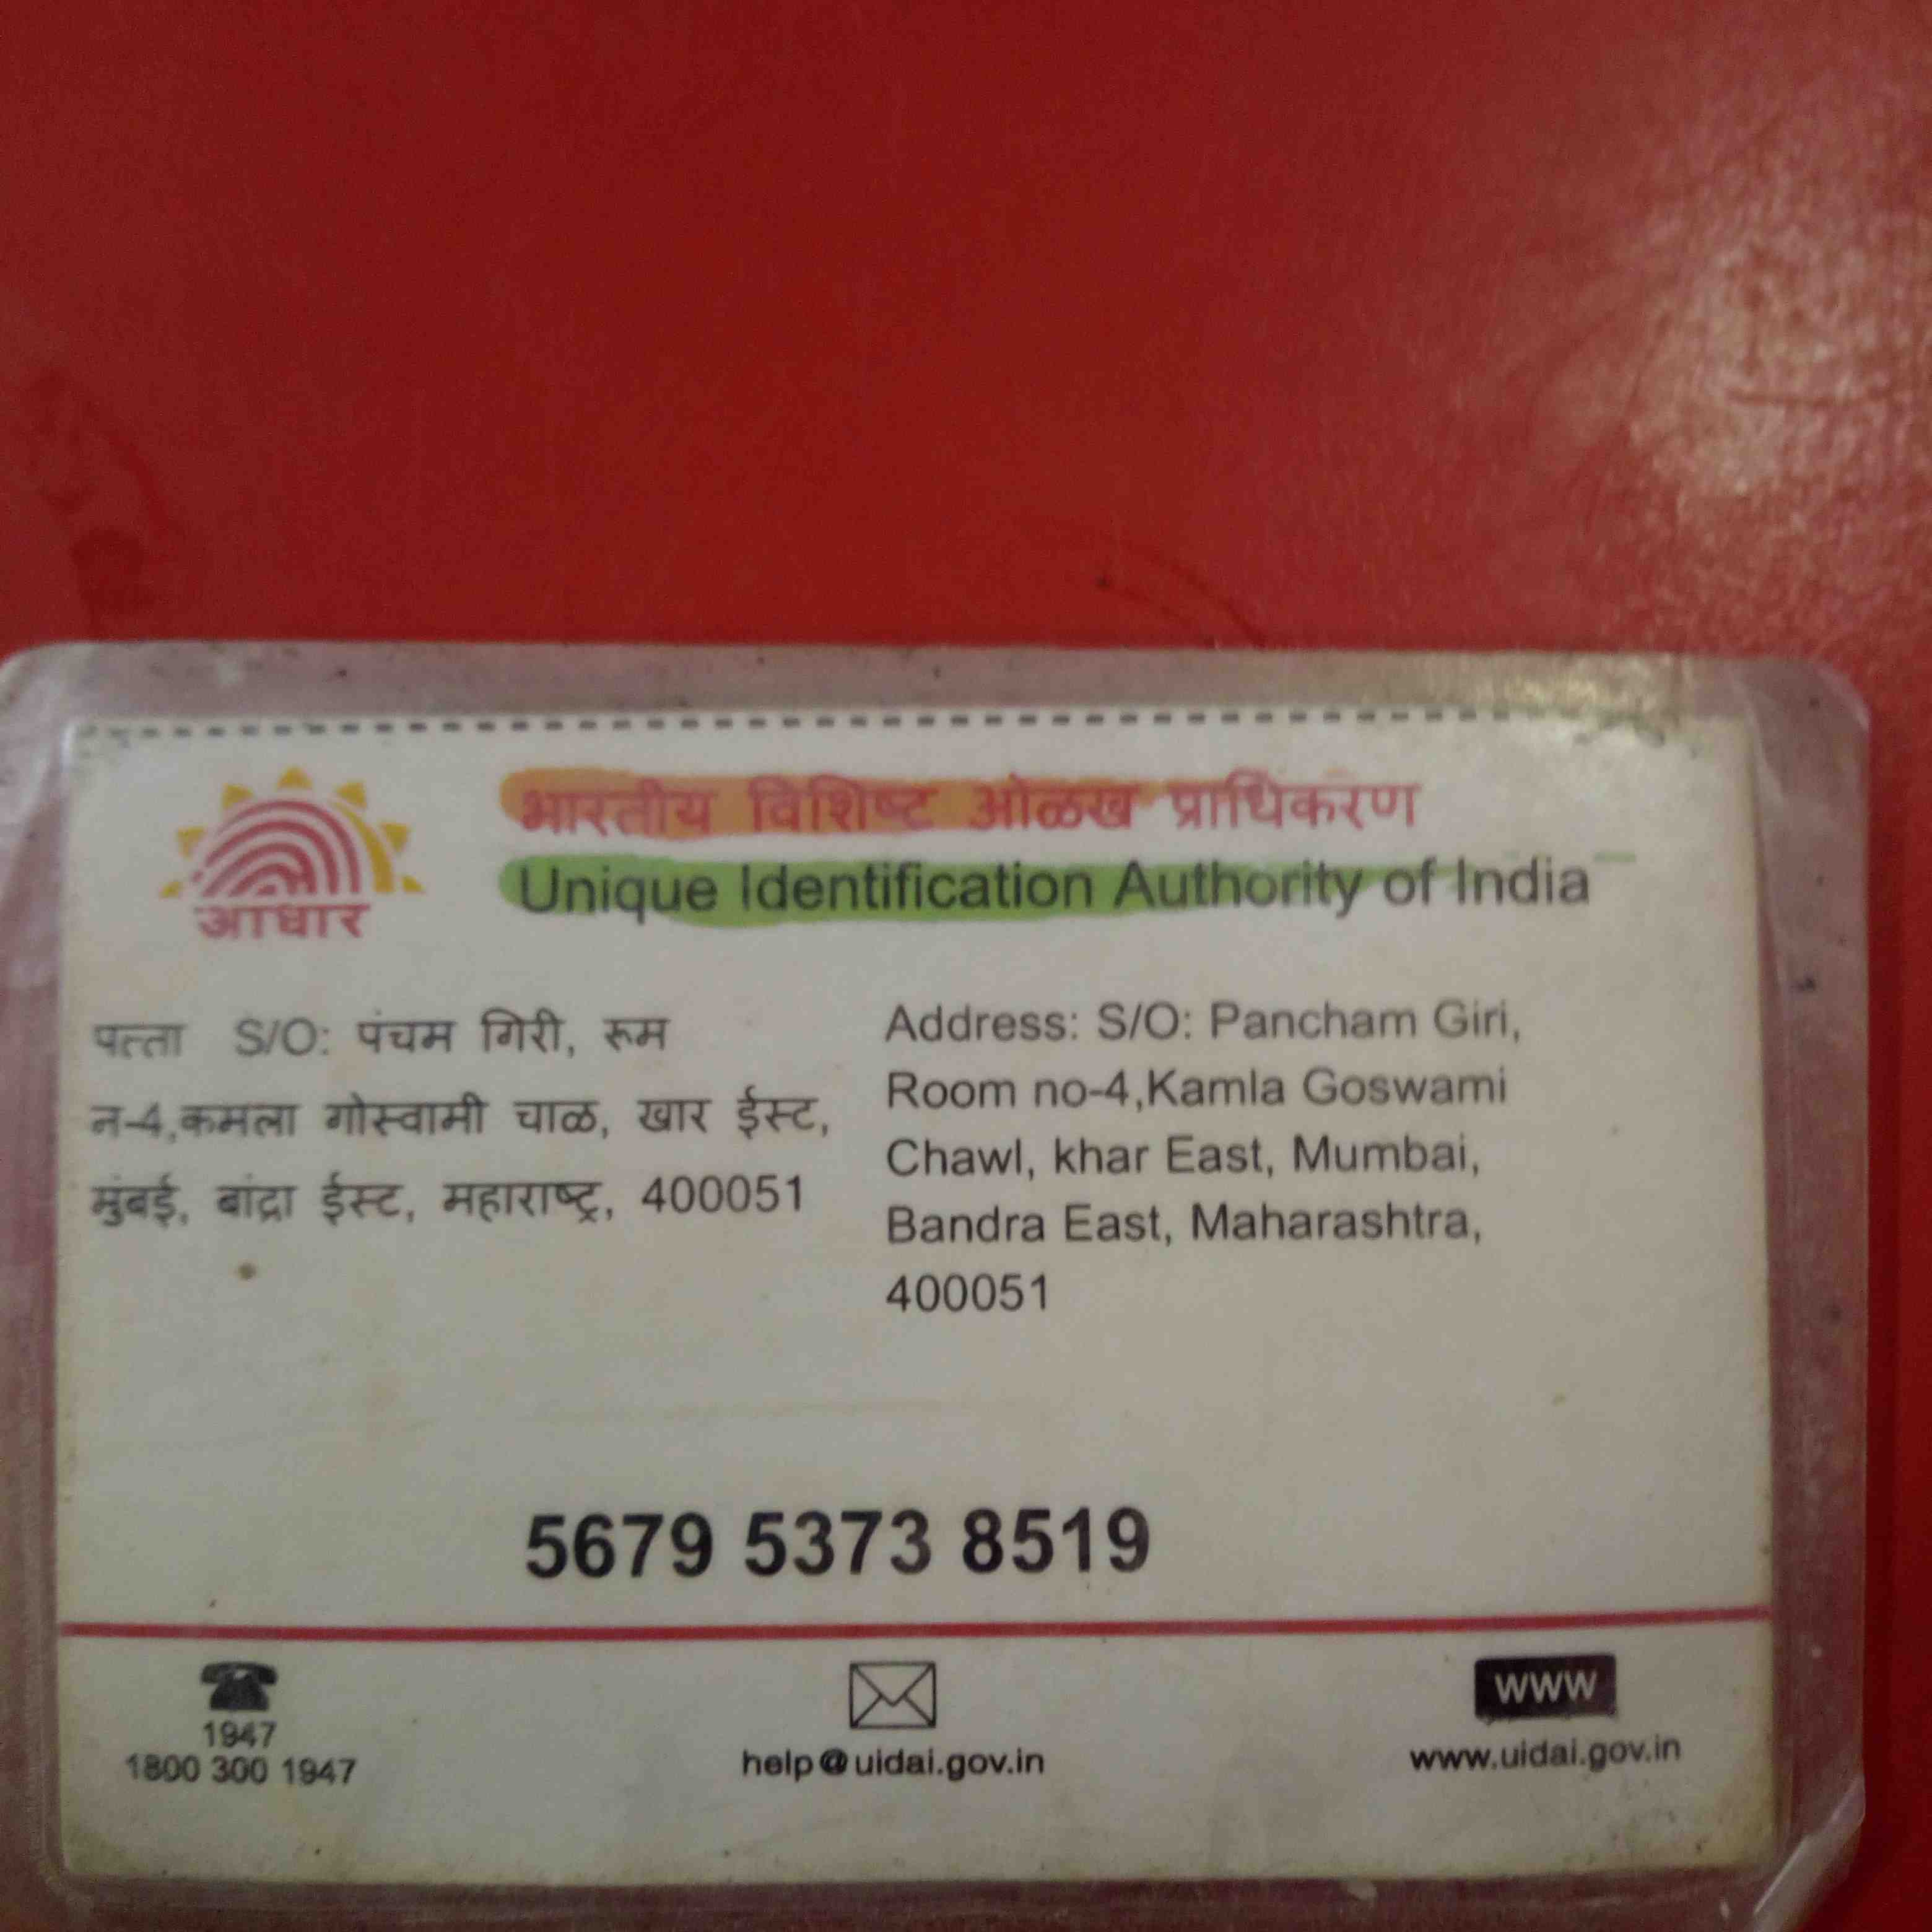 भारतीय विशिष्ट ओळख प्राधिकरण
Unique Identification Authority of India
आधार
पत्ता S/O: पंचम गिरी, रूम
न-4,कमला गोस्वामी चाळ, खार ईस्ट,
मुंबई, बांद्रा ईस्ट, महाराष्ट्र, 400051
Address: S/O: Pancham Giri,
Room no-4,Kamla Goswami
Chawl, khar East, Mumbai,
Bandra East, Maharashtra,
400051
5679 5373 8519
1947
1800 300 1947
help@uidai.gov.in
www
www.uidai.gov.in